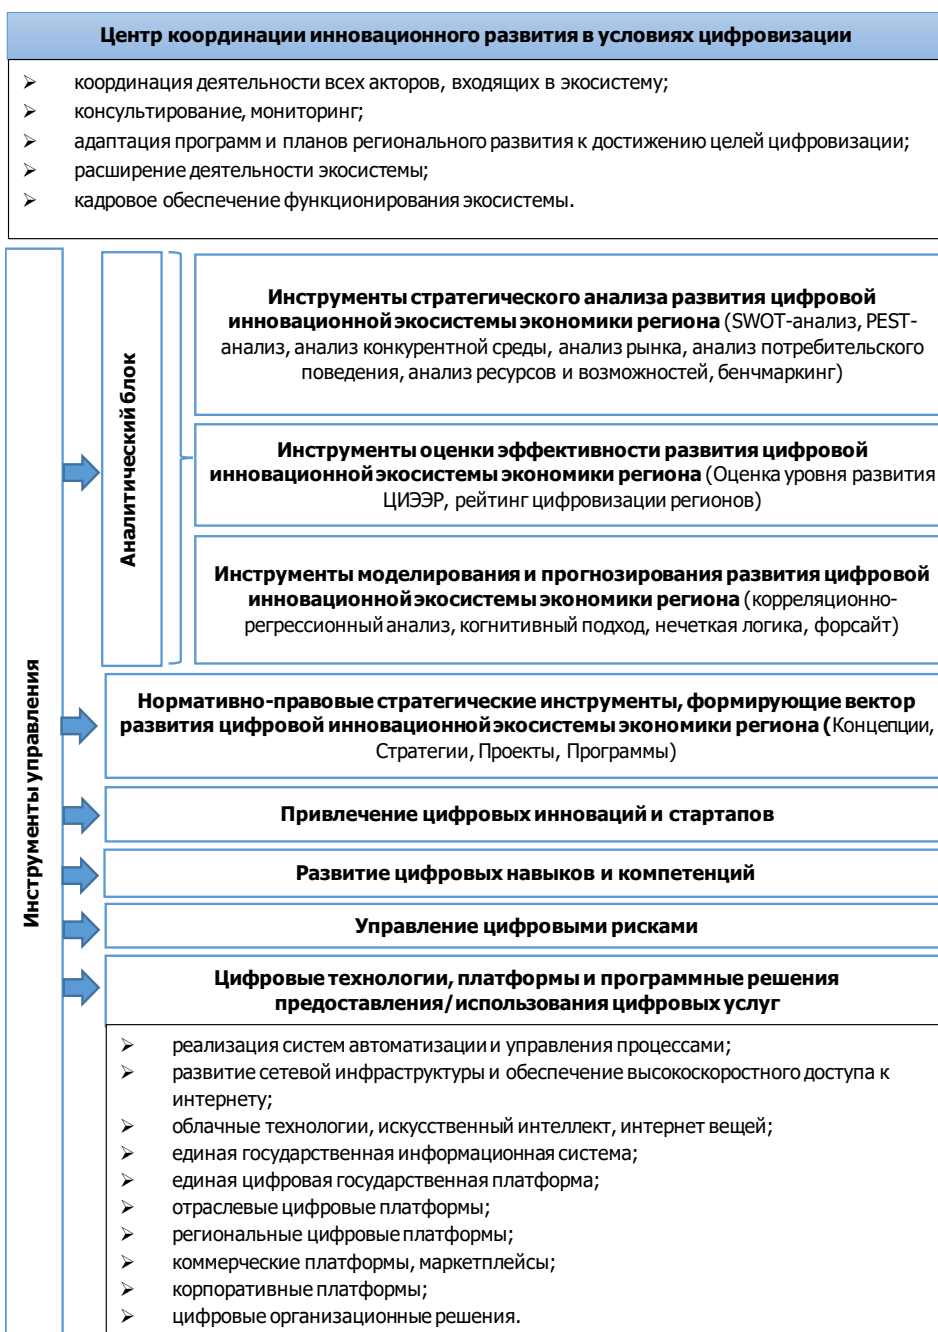 Центр координации инновационного развития в условиях цифровизации
➢ координация деятельности всех акторов, входящих в экосистему;
➢ консультирование, мониторинг;
➢ адаптация программ и планов регионального развития к достижению целей цифровизации;
➢ расширение деятельности экосистемы;
➢ кадровое обеспечение функционирования экосистемы.
Инструменты управления
Аналитический блок
Инструменты стратегического анализа развития цифровой
инновационной экосистемы экономики региона (SWOT-анализ, PEST-
анализ, анализ конкурентной среды, анализ рынка, анализ потребительского
поведения, анализ ресурсов и возможностей, бенчмаркинг)
Инструменты оценки эффективности развития цифровой
инновационной экосистемы экономики региона (Оценка уровня развития
ЦИЭЭР, рейтинг цифровизации регионов)
Инструменты моделирования и прогнозирования развития цифровой
инновационной экосистемы экономики региона (корреляционно-
регрессионный анализ, когнитивный подход, нечеткая логика, форсайт)
Нормативно-правовые стратегические инструменты, формирующие вектор
развития цифровой инновационной экосистемы экономики региона (Концепции,
Стратегии, Проекты, Программы)
Привлечение цифровых инноваций и стартапов
Развитие цифровых навыков и компетенций
Управление цифровыми рисками
Цифровые технологии, платформы и программные решения
предоставления/использования цифровых услуг
➢ реализация систем автоматизации и управления процессами;
➢ развитие сетевой инфраструктуры и обеспечение высокоскоростного доступа к
интернету;
➢ облачные технологии, искусственный интеллект, интернет вещей;
➢ единая государственная информационная система;
➢ единая цифровая государственная платформа;
➢ отраслевые цифровые платформы;
➢ региональные цифровые платформы;
➢ коммерческие платформы, маркетплейсы;
➢ корпоративные платформы;
➢ цифровые организационные решения.